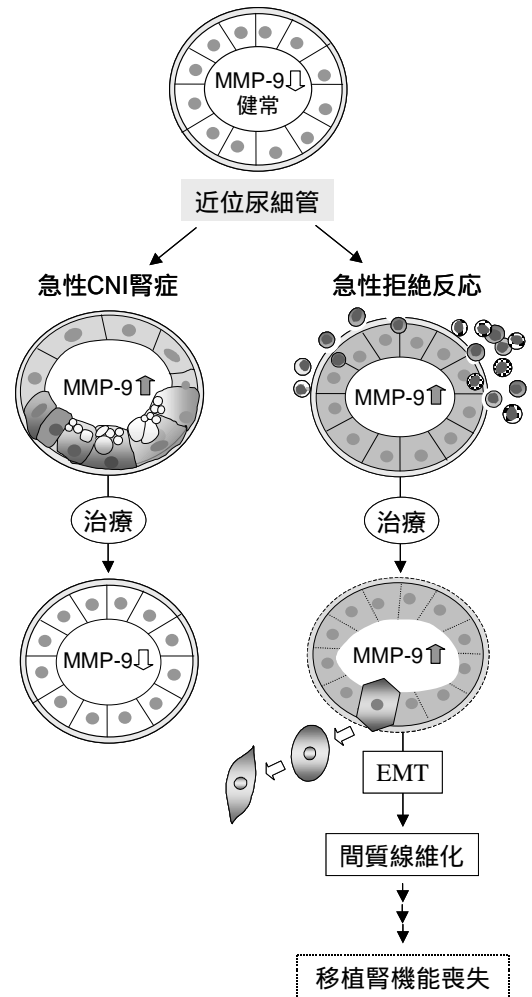 MMP-9⇩
健常
近位尿細管
急性CNI腎症
急性拒絶反応
MMP-9⬆
MMP-9⬆
治療
治療
MMP-9⇩
MMP-9⬆
EMT
間質線維化
移植腎機能喪失